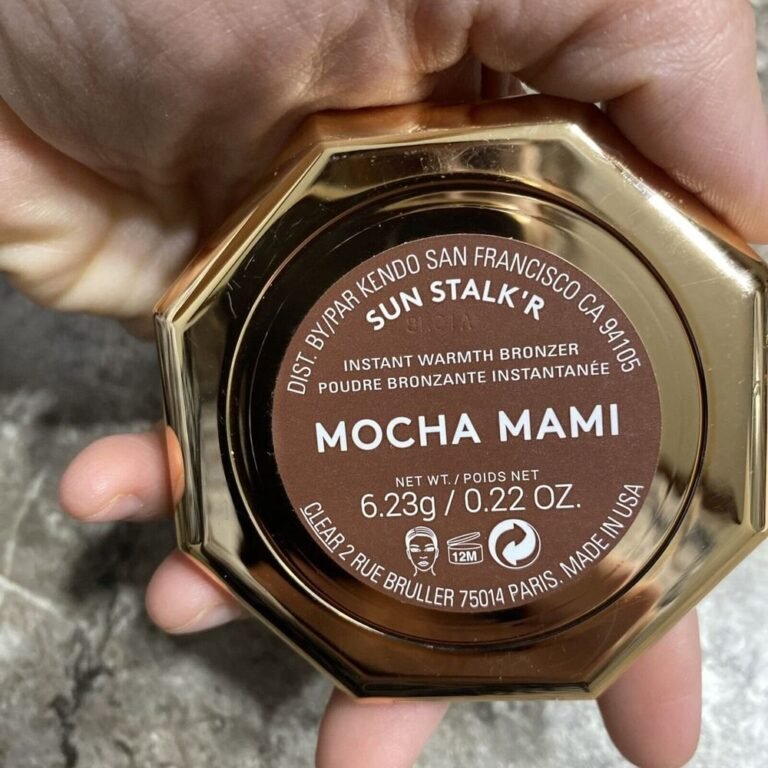 DIST. BY/PAR KENDO SAN FRANCISCO CA 94105
SUN STALK'R
INSTANT WARMTH BRONZER
POUDRE BRONZANTE INSTANTANÉE
MOCHA MAMI
NET WT. / POIDS NET
6.23g / 0.22 OZ.
12M
CLEAR 2 RUE BRULLER 75014 PARIS. MADE IN USA